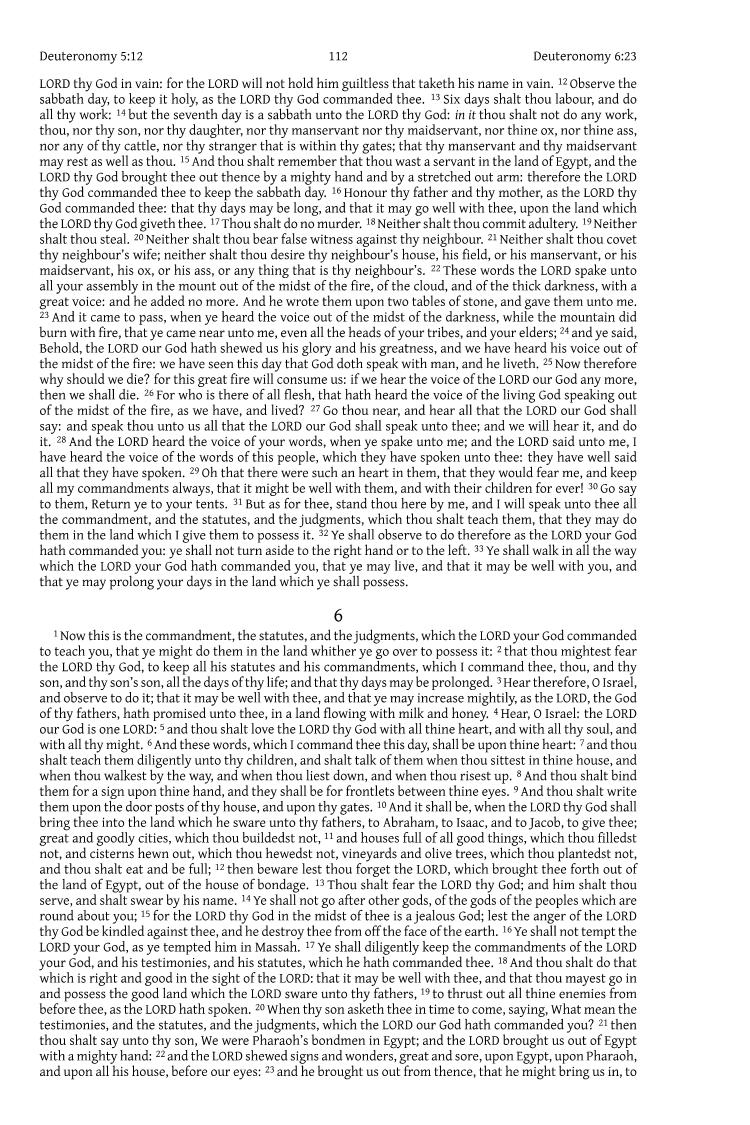 Deuteronomy 5:12 112 Deuteronomy 6:23
LORD thy God in vain: for the LORD will not hold him guiltless that taketh his name in vain. 12 Observe the
sabbath day, to keep it holy, as the LORD thy God commanded thee. 13 Six days shalt thou labour, and do
all thy work: 14 but the seventh day is a sabbath unto the LORD thy God: in it thou shalt not do any work,
thou, nor thy son, nor thy daughter, nor thy manservant nor thy maidservant, nor thine ox, nor thine ass,
nor any of thy cattle, nor thy stranger that is within thy gates; that thy manservant and thy maidservant
may rest as well as thou. 15 And thou shalt remember that thou wast a servant in the land of Egypt, and the
LORD thy God brought thee out thence by a mighty hand and by a stretched out arm: therefore the LORD
thy God commanded thee to keep the sabbath day. 16 Honour thy father and thy mother, as the LORD thy
God commanded thee: that thy days may be long, and that it may go well with thee, upon the land which
the LORD thy God giveth thee. 17 Thou shalt do no murder. 18 Neither shalt thou commit adultery. 19 Neither
shalt thou steal. 20 Neither shalt thou bear false witness against thy neighbour. 21 Neither shalt thou covet
thy neighbour's wife; neither shalt thou desire thy neighbour's house, his field, or his manservant, or his
maidservant, his ox, or his ass, or any thing that is thy neighbour's. 22 These words the LORD spake unto
all your assembly in the mount out of the midst of the fire, of the cloud, and of the thick darkness, with a
great voice: and he added no more. And he wrote them upon two tables of stone, and gave them unto me.
23 And it came to pass, when ye heard the voice out of the midst of the darkness, while the mountain did
burn with fire, that ye came near unto me, even all the heads of your tribes, and your elders; 24 and ye said,
Behold, the LORD our God hath shewed us his glory and his greatness, and we have heard his voice out of
the midst of the fire: we have seen this day that God doth speak with man, and he liveth. 25 Now therefore
why should we die? for this great fire will consume us: if we hear the voice of the LORD our God any more,
then we shall die. 26 For who is there of all flesh, that hath heard the voice of the living God speaking out
of the midst of the fire, as we have, and lived? 27 Go thou near, and hear all that the LORD our God shall
say: and speak thou unto us all that the LORD our God shall speak unto thee; and we will hear it, and do
it. 28 And the LORD heard the voice of your words, when ye spake unto me; and the LORD said unto me, I
have heard the voice of the words of this people, which they have spoken unto thee: they have well said
all that they have spoken. 29 Oh that there were such an heart in them, that they would fear me, and keep
all my commandments always, that it might be well with them, and with their children for ever! 30 Go say
to them, Return ye to your tents. 31 But as for thee, stand thou here by me, and I will speak unto thee all
the commandment, and the statutes, and the judgments, which thou shalt teach them, that they may do
them in the land which I give them to possess it. 32 Ye shall observe to do therefore as the LORD your God
hath commanded you: ye shall not turn aside to the right hand or to the left. 33 Ye shall walk in all the way
which the LORD your God hath commanded you, that ye may live, and that it may be well with you, and
that ye may prolong your days in the land which ye shall possess.
6
1 Now this is the commandment, the statutes, and the judgments, which the LORD your God commanded
to teach you, that ye might do them in the land whither ye go over to possess it: 2 that thou mightest fear
the LORD thy God, to keep all his statutes and his commandments, which I command thee, thou, and thy
son, and thy son's son, all the days of thy life; and that thy days may be prolonged. 3 Hear therefore, O Israel,
and observe to do it; that it may be well with thee, and that ye may increase mightily, as the LORD, the God
of thy fathers, hath promised unto thee, in a land flowing with milk and honey. 4 Hear, O Israel: the LORD
our God is one LORD: 5 and thou shalt love the LORD thy God with all thine heart, and with all thy soul, and
with all thy might. 6 And these words, which I command thee this day, shall be upon thine heart: 7 and thou
shalt teach them diligently unto thy children, and shalt talk of them when thou sittest in thine house, and
when thou walkest by the way, and when thou liest down, and when thou risest up. 8 And thou shalt bind
them for a sign upon thine hand, and they shall be for frontlets between thine eyes. 9 And thou shalt write
them upon the door posts of thy house, and upon thy gates. 10 And it shall be, when the LORD thy God shall
bring thee into the land which he sware unto thy fathers, to Abraham, to Isaac, and to Jacob, to give thee;
great and goodly cities, which thou buildedst not, 11 and houses full of all good things, which thou filledst
not, and cisterns hewn out, which thou hewedst not, vineyards and olive trees, which thou plantedst not,
and thou shalt eat and be full; 12 then beware lest thou forget the LORD, which brought thee forth out of
the land of Egypt, out of the house of bondage. 13 Thou shalt fear the LORD thy God; and him shalt thou
serve, and shalt swear by his name. 14 Ye shall not go after other gods, of the gods of the peoples which are
round about you; 15 for the LORD thy God in the midst of thee is a jealous God; lest the anger of the LORD
thy God be kindled against thee, and he destroy thee from off the face of the earth. 16 Ye shall not tempt the
LORD your God, as ye tempted him in Massah. 17 Ye shall diligently keep the commandments of the LORD
your God, and his testimonies, and his statutes, which he hath commanded thee. 18 And thou shalt do that
which is right and good in the sight of the LORD: that it may be well with thee, and that thou mayest go in
and possess the good land which the LORD sware unto thy fathers, 19 to thrust out all thine enemies from
before thee, as the LORD hath spoken. 20 When thy son asketh thee in time to come, saying, What mean the
testimonies, and the statutes, and the judgments, which the LORD our God hath commanded you? 21 then
thou shalt say unto thy son, We were Pharaoh's bondmen in Egypt; and the LORD brought us out of Egypt
with a mighty hand: 22 and the LORD shewed signs and wonders, great and sore, upon Egypt, upon Pharaoh,
and upon all his house, before our eyes: 23 and he brought us out from thence, that he might bring us in, to